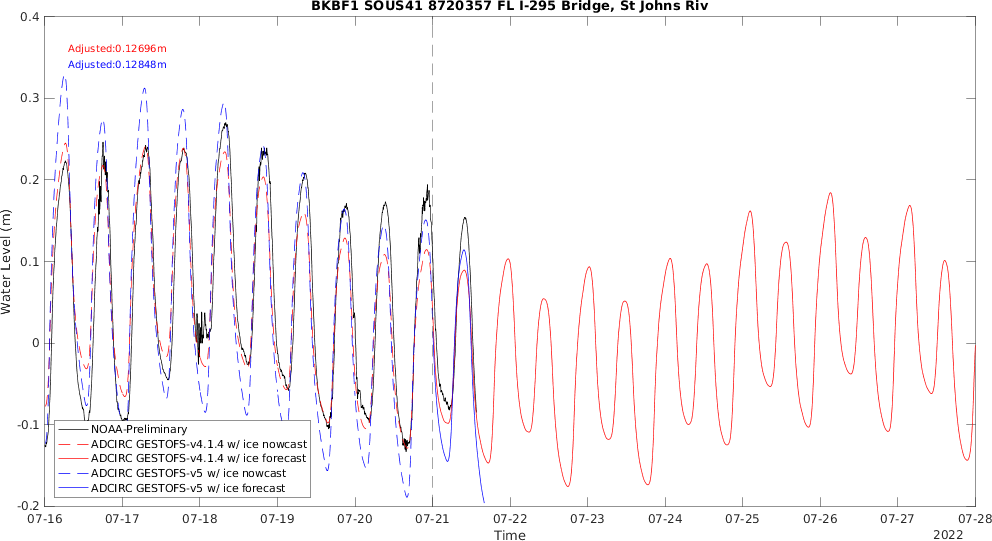 BKBF1 SOUS41 8720357 FL I-295 Bridge, St Johns Riv
Adjusted:0.12696m
Adjusted:0.12848m
0.4
0.3
0.2
0.1
0
-0.1
-0.2
Water Level (m)
NOAA-Preliminary
ADCIRC GESTOFS-v4.1.4 w/ ice nowcast
ADCIRC GESTOFS-v4.1.4 w/ ice forecast
ADCIRC GESTOFS-v5 w/ ice nowcast
ADCIRC GESTOFS-v5 w/ ice forecast
07-16 07-17 07-18 07-19 07-20 07-21 07-22 07-23 07-24 07-25 07-26 07-27 07-28
Time
2022